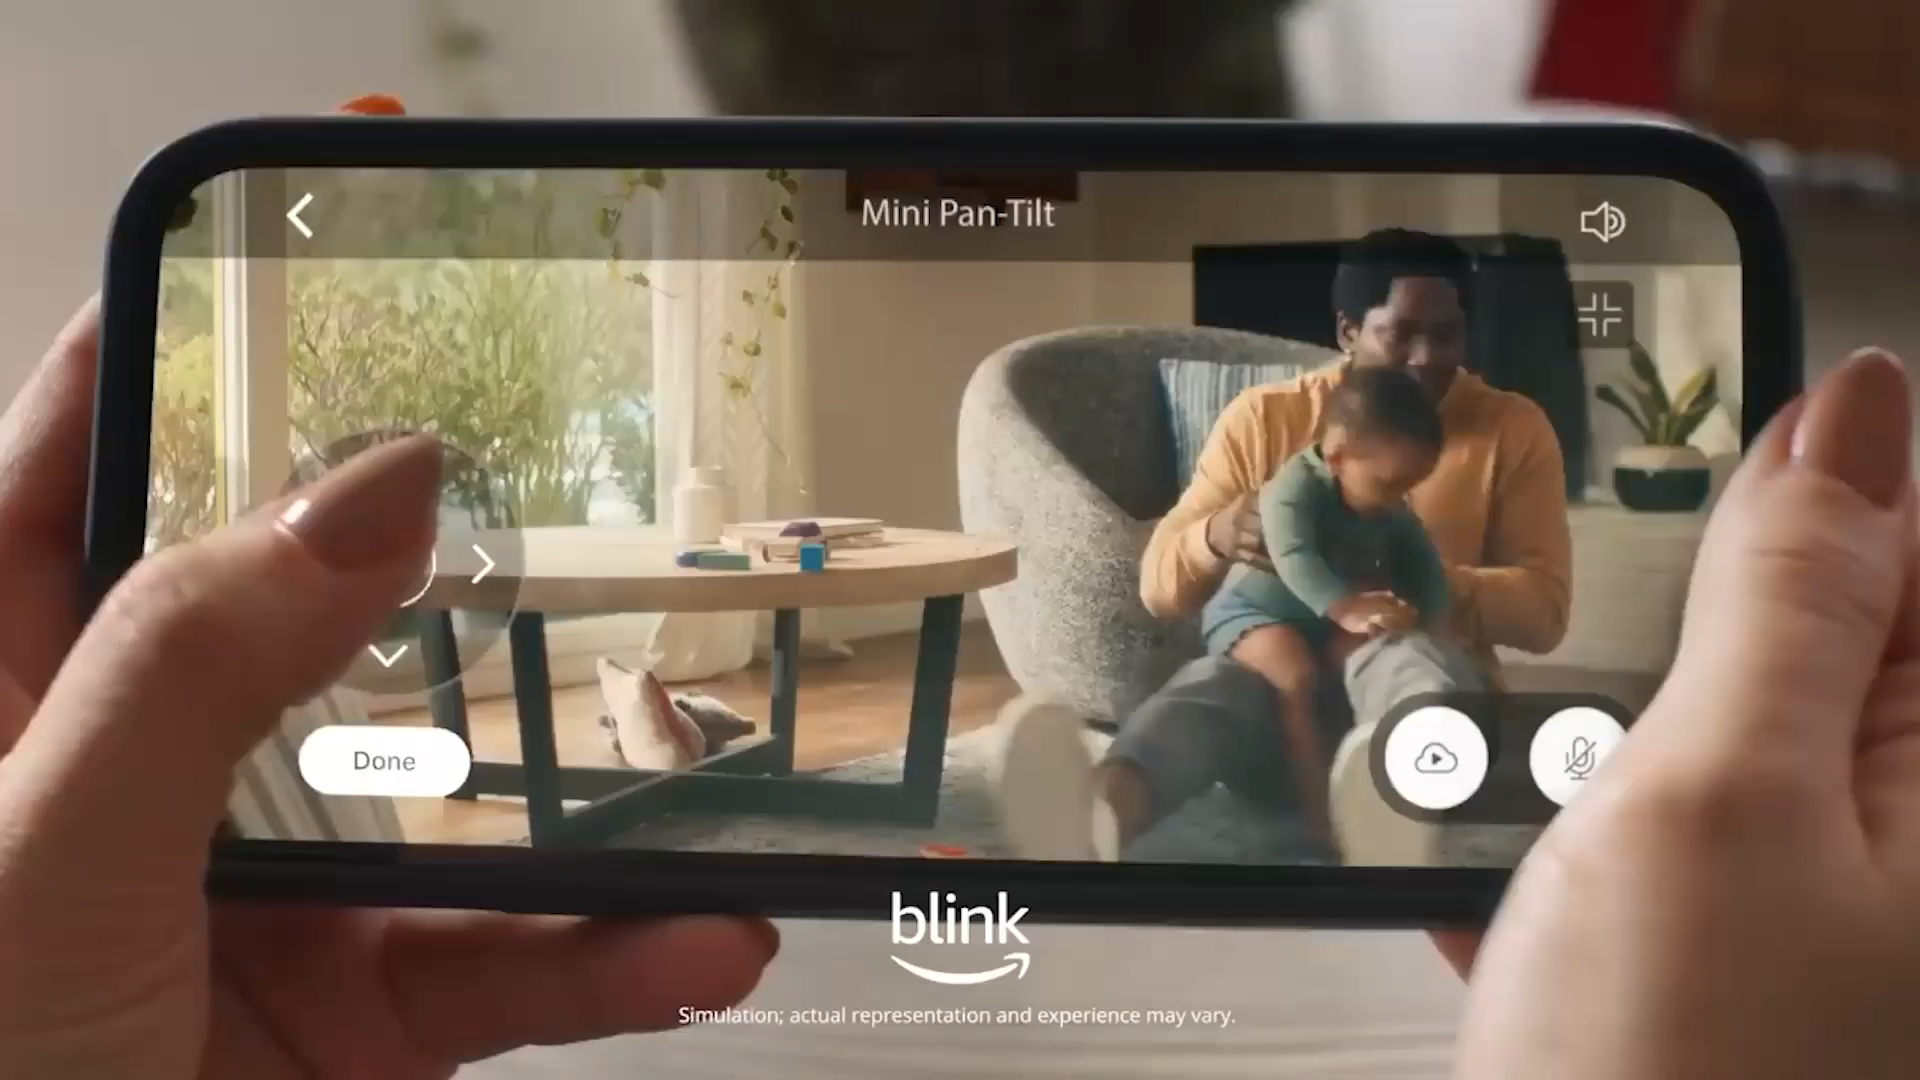 Mini Pan-Tilt
Done
blink
Simulation; actual representation and experience may vary.